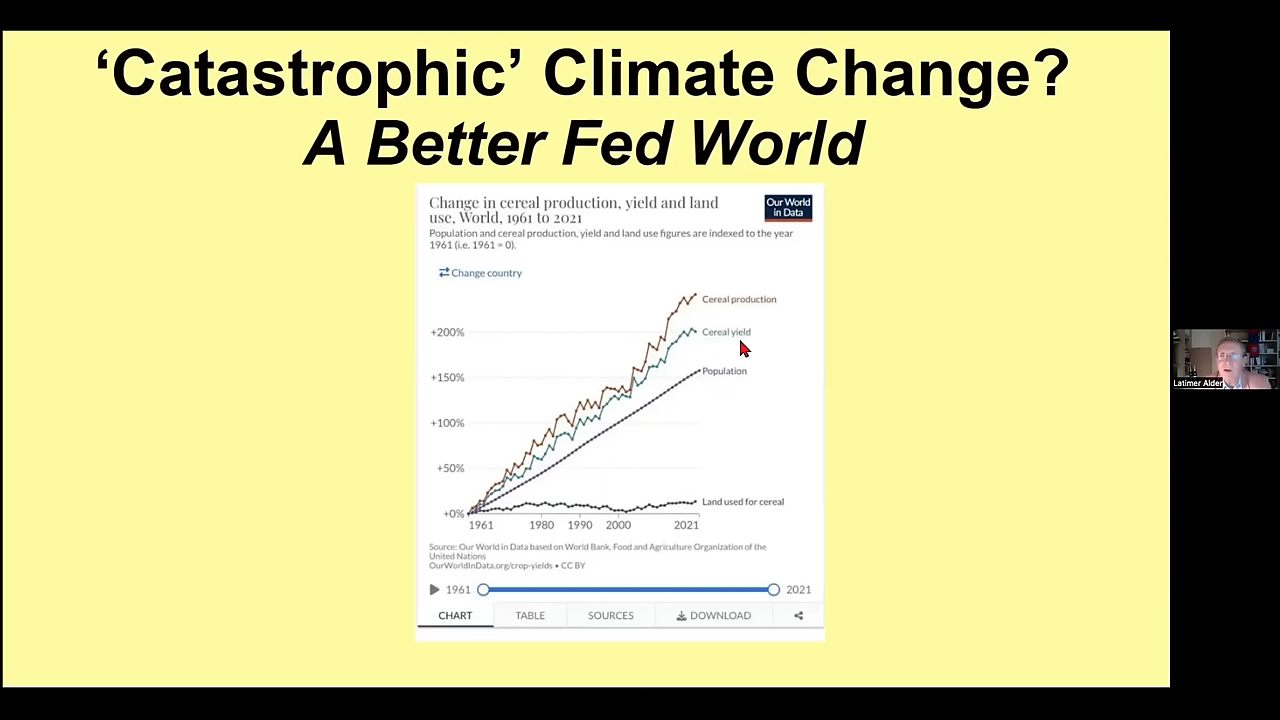 ‘Catastrophic’ Climate Change?
A Better Fed World
Change in cereal production, yield and land
use, World, 1961 to 2021
Our World
in Data
Population and cereal production, yield and land use figures are indexed to the year
1961 (i.e. 1961 = 0).
Change country
Cereal production
+200%
Cereal yield
+150%
Population
+100%
+50%
Land used for cereal
+0%
1961 1980 1990 2000 2021
Source: Our World in Data based on World Bank, Food and Agriculture Organization of the
United Nations
OurWorldInData.org/crop-yields • CC BY
1961 2021
CHART TABLE SOURCES DOWNLOAD
Latimer Alder